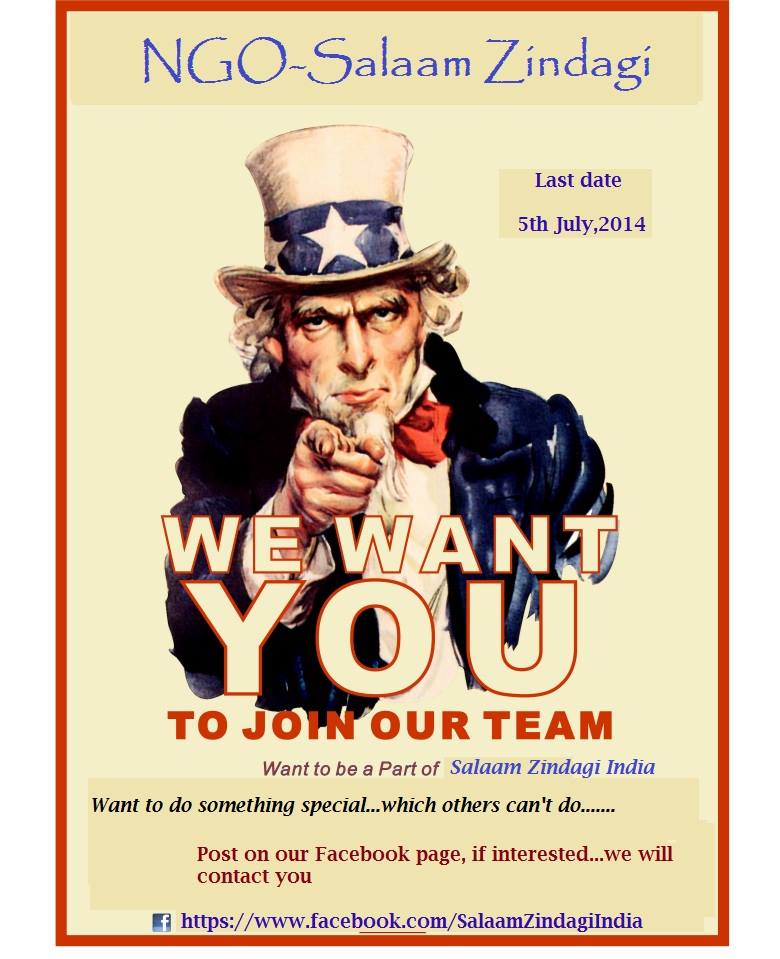 NGO-Salaam Zindagi
Last date
5th July,2014
WE WANT
YOU
TO JOIN OUR TEAM
Want to be a Part of Salaam Zindagi India
Want to do something special...which others can't do.......
Post on our Facebook page, if interested...we will
contact you
https://www.facebook.com/SalaamZindagiIndia